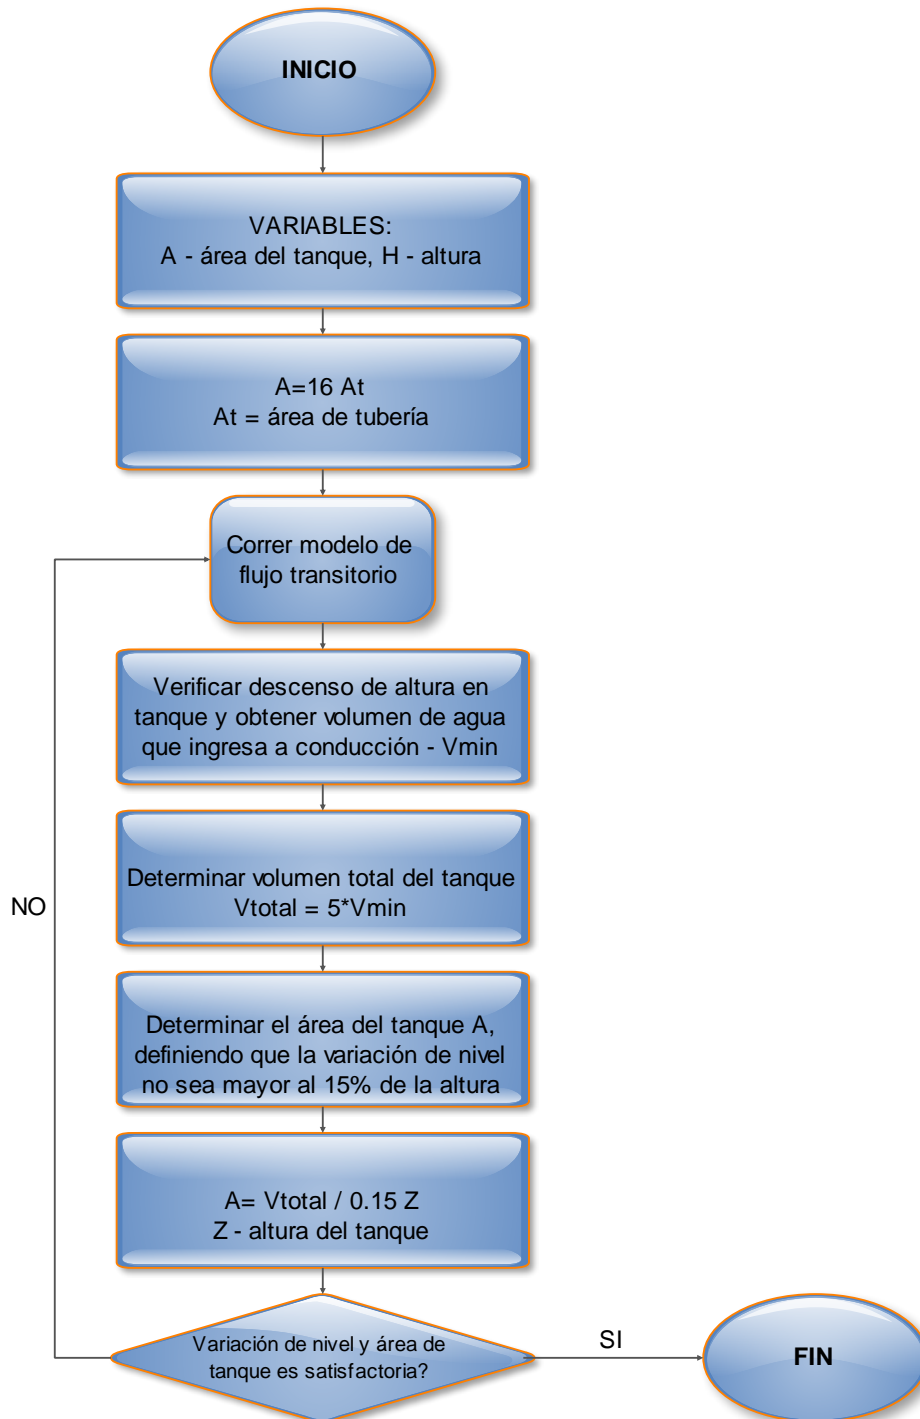 INICIO
VARIABLES:
A - área del tanque, H - altura
A=16 At
At = área de tubería
Correr modelo de
flujo transitorio
Verificar descenso de altura en
tanque y obtener volumen de agua
que ingresa a conducción - Vmin
Determinar volumen total del tanque
Vtotal = 5*Vmin
NO
Determinar el área del tanque A,
definiendo que la variación de nivel
no sea mayor al 15% de la altura
A= Vtotal / 0.15 Z
Z - altura del tanque
Variación de nivel y área de
tanque es satisfactoria?
SI
FIN